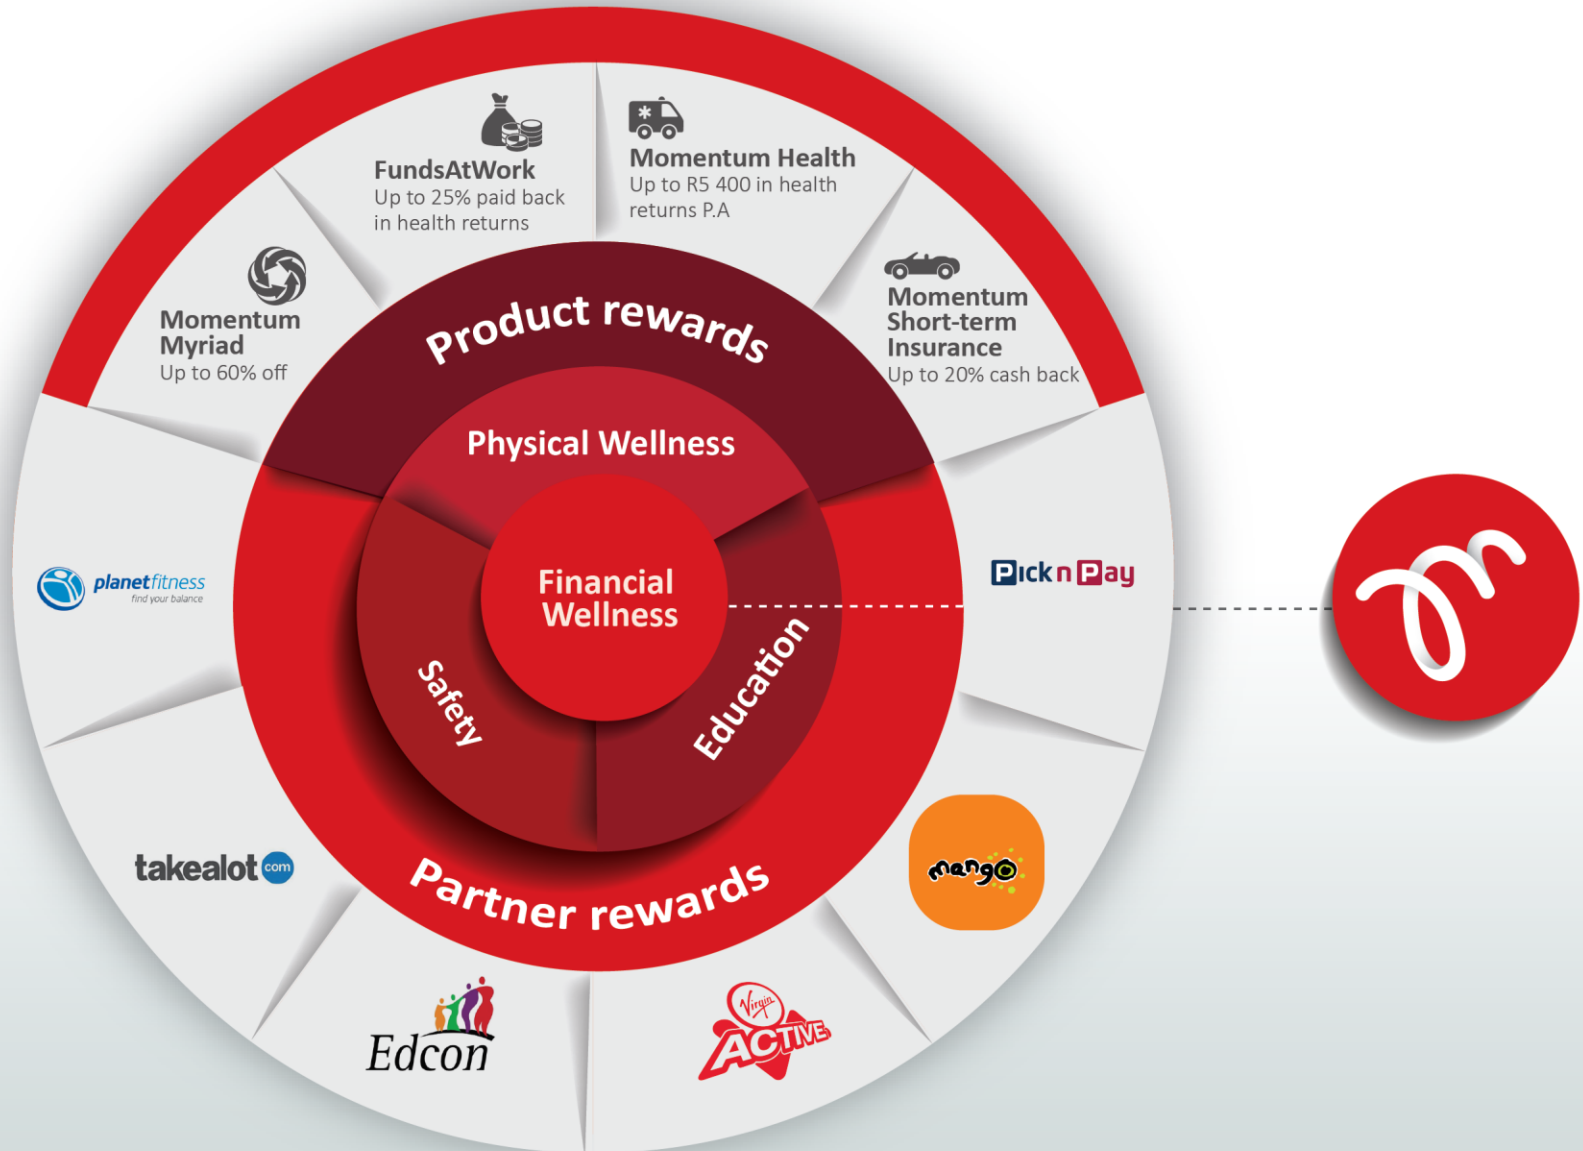 FundsAtWork
Up to 25% paid back
in health returns
Momentum Health
Up to R5 400 in health
returns P.A
Momentum
Myriad
Up to 60% off
Momentum
Short-term
Insurance
Up to 20% cash back
Product rewards
Physical Wellness
Financial
Wellness
Safety
Education
Partner rewards
planetfitness
find your balance
Pick n Pay
takealot com
mango
Edcon
Virgin
ACTIVE